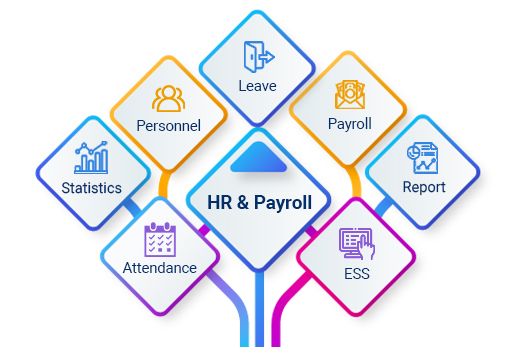 Leave
Personnel
Payroll
Statistics
Report
HR & Payroll
Attendance
ESS